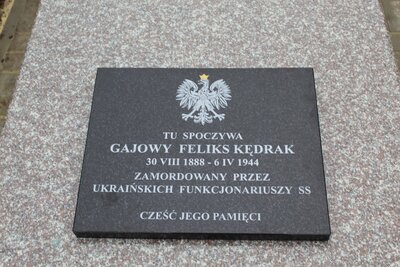 TU SPOCZYWA
GAJOWY FELIKS KĘDRAK
30 VIII 1888 - 6 IV 1944
ZAMORDOWANY PRZEZ
UKRAIŃSKICH FUNKCJONARIUSZY SS
CZEŚĆ JEGO PAMIĘCI